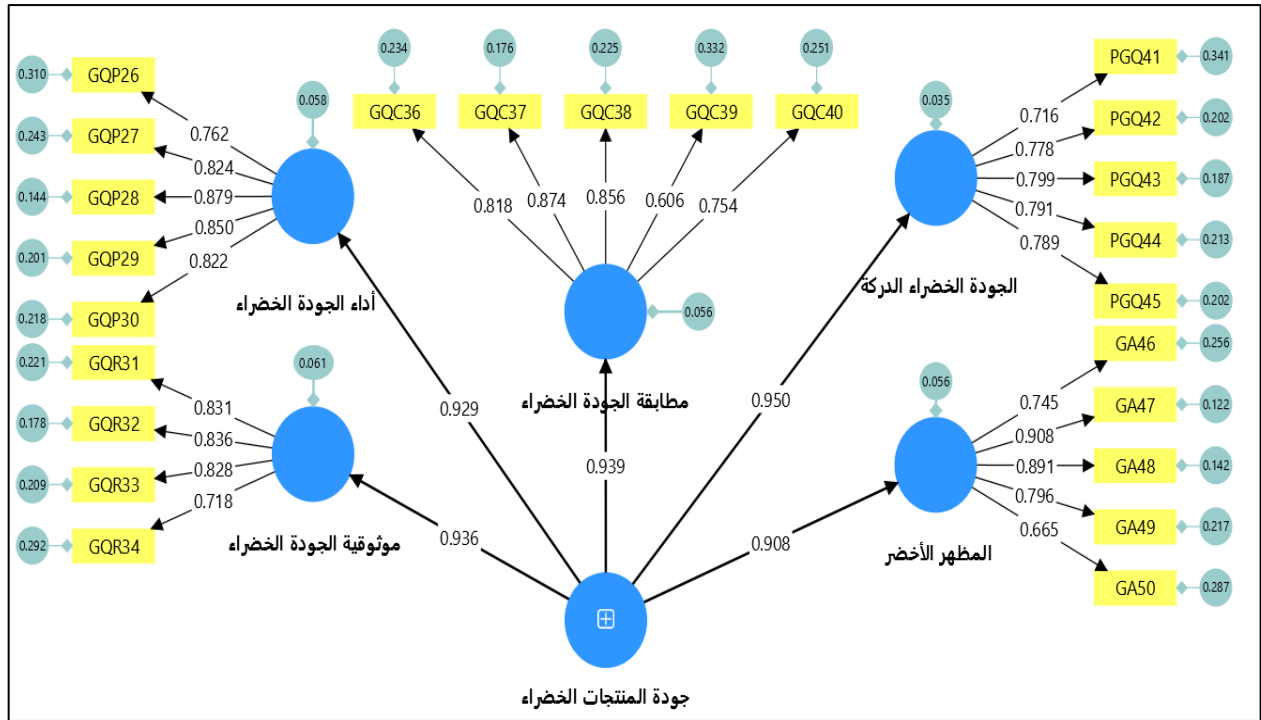 0.310
GQP26
0.762
0.243
GQP27
0.824
0.144
GQP28
0.879
0.201
GQP29
0.850
0.218
GQP30
0.822
0.058
أداء الجودة الخضراء
0.221
GQR31
0.831
0.178
GQR32
0.836
0.209
GQR33
0.828
0.292
GQR34
0.718
0.061
موثوقية الجودة الخضراء
0.234
0.176
0.225
0.332
0.251
GQC36
GQC37
GQC38
GQC39
GQC40
0.818
0.874
0.856
0.606
0.754
0.056
مطابقة الجودة الخضراء
0.035
PGQ41
0.341
0.716
PGQ42
0.202
0.778
PGQ43
0.187
0.799
PGQ44
0.213
0.791
PGQ45
0.202
0.789
الجودة الخضراء الدركة
0.056
GA46
0.256
0.745
GA47
0.122
0.908
GA48
0.142
0.891
GA49
0.217
0.796
GA50
0.287
0.665
المظهر الأخضر
0.929
0.936
0.939
0.950
0.908
جودة المنتجات الخضراء